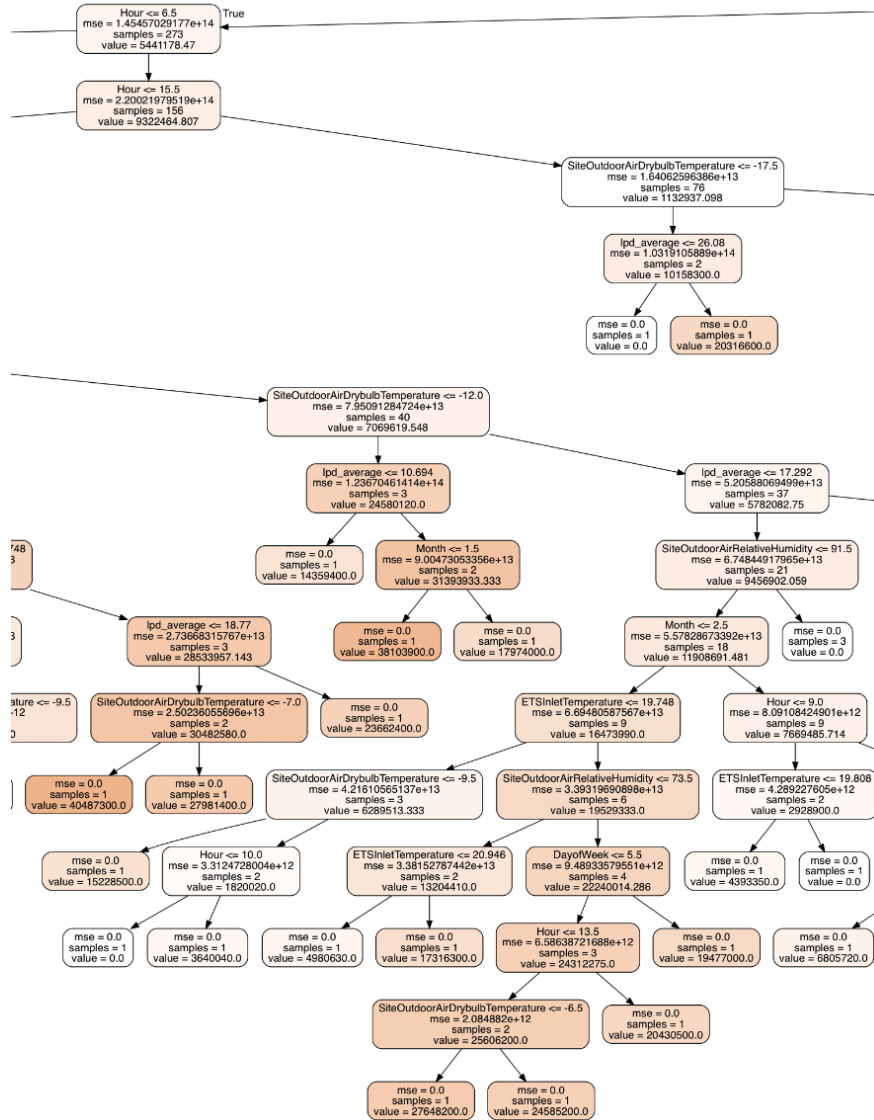 Hour <= 6.5
mse = 1.45457029177e+14
samples = 273
value = 5441178.47
True
Hour <= 15.5
mse = 2.20021979519e+14
samples = 156
value = 9322464.807
SiteOutdoorAirDrybulbTemperature <= -17.5
mse = 1.64062596386e+13
samples = 76
value = 1132937.098
lpd_average <= 26.08
mse = 1.0319105889e+14
samples = 2
value = 10158300.0
mse = 0.0
samples = 1
value = 0.0
mse = 0.0
samples = 1
value = 20316600.0
SiteOutdoorAirDrybulbTemperature <= -12.0
mse = 7.95091284724e+13
samples = 40
value = 7069619.548
lpd_average <= 10.694
mse = 1.23670461414e+14
samples = 3
value = 24580120.0
lpd_average <= 17.292
mse = 5.20588069499e+13
samples = 37
value = 5782082.75
mse = 0.0
samples = 1
value = 14359400.0
Month <= 1.5
mse = 9.00473053356e+13
samples = 2
value = 31393933.333
SiteOutdoorAirRelativeHumidity <= 91.5
mse = 6.74844917965e+13
samples = 21
value = 9456902.059
748
3
lpd_average <= 18.77
mse = 2.73668315767e+13
samples = 3
value = 28533957.143
mse = 0.0
samples = 1
value = 38103900.0
mse = 0.0
samples = 1
value = 17974000.0
Month <= 2.5
mse = 5.57828673392e+13
samples = 18
value = 11908691.481
mse = 0.0
samples = 3
value = 0.0
3
ature <= -9.5
-12
0
SiteOutdoorAirDrybulbTemperature <= -7.0
mse = 2.50236055696e+13
samples = 2
value = 30482580.0
mse = 0.0
samples = 1
value = 23662400.0
ETSInletTemperature <= 19.748
mse = 6.69480587567e+13
samples = 9
value = 16473990.0
Hour <= 9.0
mse = 8.09108424901e+12
samples = 9
value = 7669485.714
mse = 0.0
samples = 1
value = 40487300.0
mse = 0.0
samples = 1
value = 27981400.0
SiteOutdoorAirDrybulbTemperature <= -9.5
mse = 4.21610565137e+13
samples = 3
value = 6289513.333
SiteOutdoorAirRelativeHumidity <= 73.5
mse = 3.39319690898e+13
samples = 6
value = 19529333.0
ETSInletTemperature <= 19.808
mse = 4.289227605e+12
samples = 2
value = 2928900.0
mse = 0.0
samples = 1
value = 15228500.0
Hour <= 10.0
mse = 3.3124728004e+12
samples = 2
value = 1820020.0
ETSInletTemperature <= 20.946
mse = 3.38152787442e+13
samples = 2
value = 13204410.0
DayofWeek <= 5.5
mse = 9.48933579551e+12
samples = 4
value = 22240014.286
mse = 0.0
samples = 1
value = 4393350.0
mse = 0.0
samples = 1
value = 0.0
mse = 0.0
samples = 1
value = 0.0
mse = 0.0
samples = 1
value = 3640040.0
mse = 0.0
samples = 1
value = 4980630.0
mse = 0.0
samples = 1
value = 17316300.0
Hour <= 13.5
mse = 6.58638721688e+12
samples = 3
value = 24312275.0
mse = 0.0
samples = 1
value = 19477000.0
mse = 0.0
samples = 1
value = 6805720.0
SiteOutdoorAirDrybulbTemperature <= -6.5
mse = 2.084882e+12
samples = 2
value = 25606200.0
mse = 0.0
samples = 1
value = 20430500.0
mse = 0.0
samples = 1
value = 27648200.0
mse = 0.0
samples = 1
value = 24585200.0